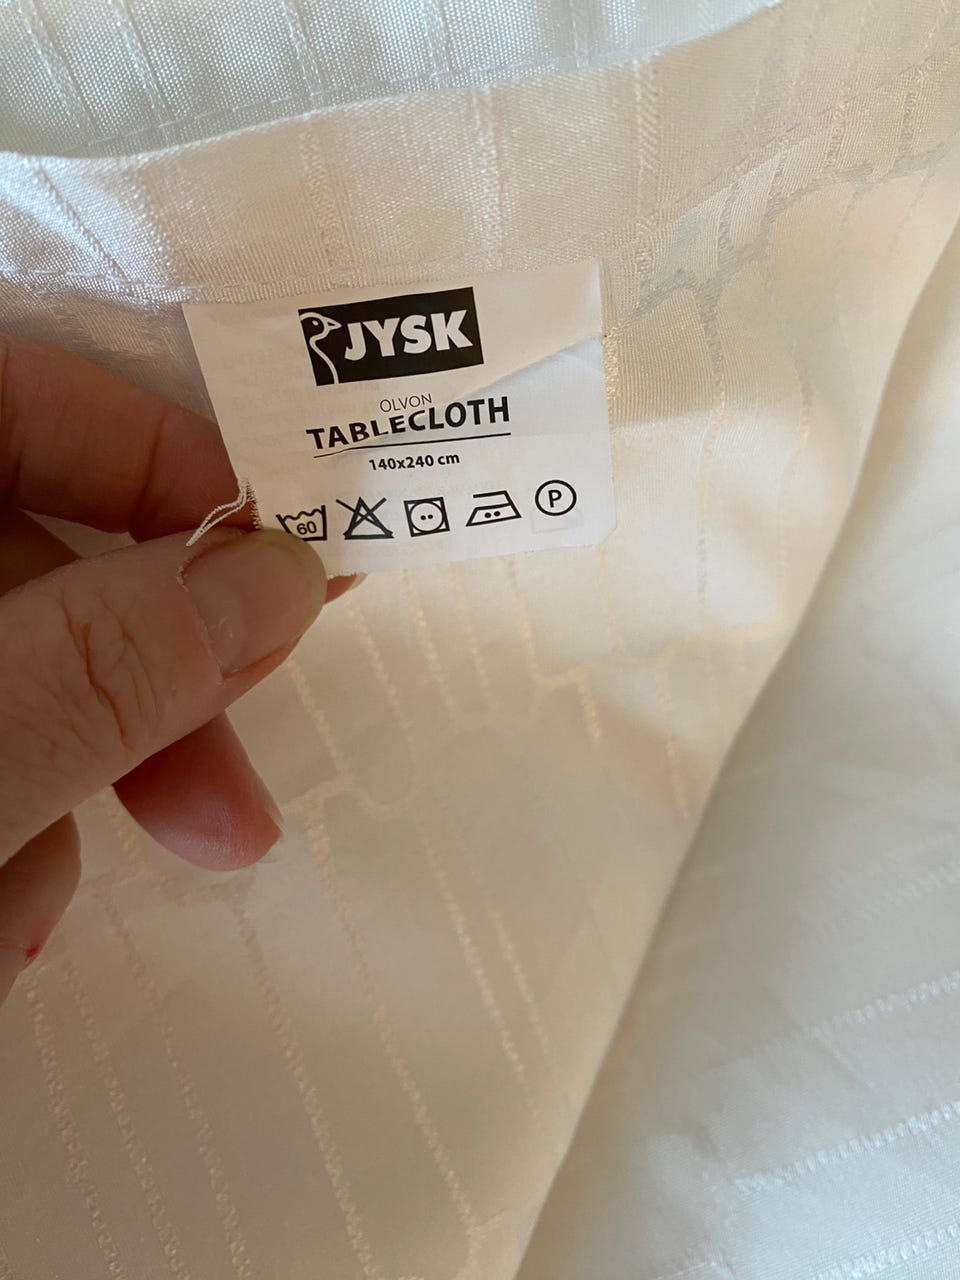 JYSK
OLVON
TABLECLOTH
140x240 cm
60 P